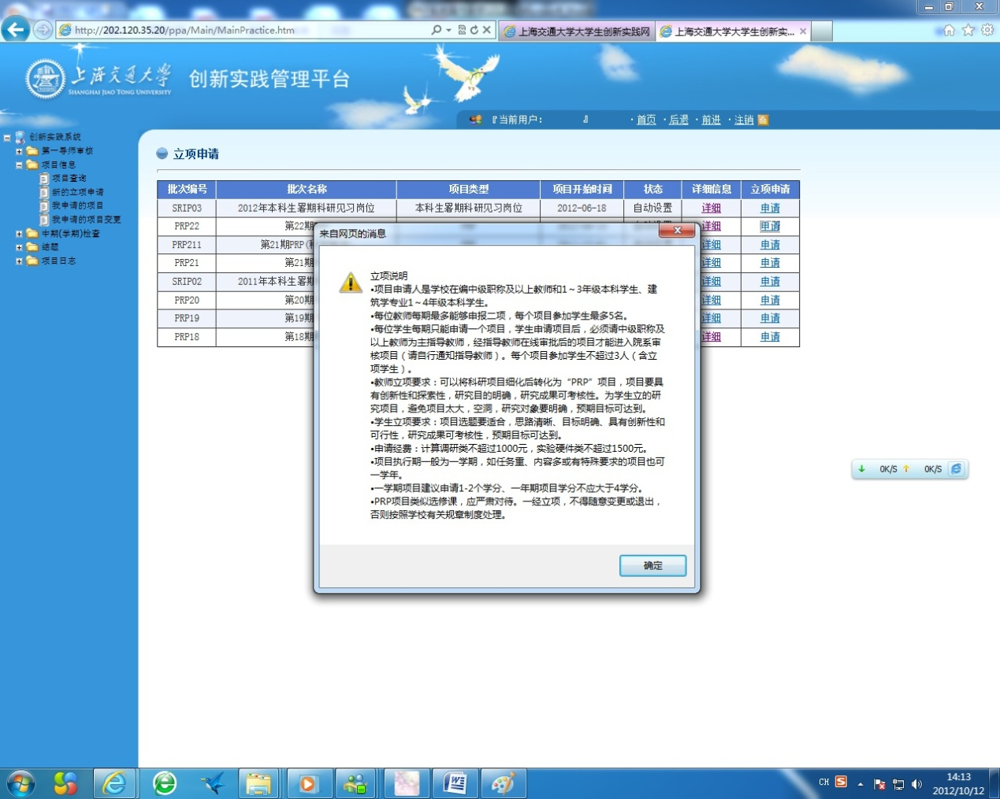 http://202.120.35.20/ppa/Main/MainPractice.htm
上海交通大学大学生创新实践网
上海交通大学大学生创新实...
上海交通大学
SHANGHAI JIAO TONG UNIVERSITY
创新实践管理平台
『当前用户: 』 ·首页 ·后退 ·前进 ·注销
创新实践系统
第一导师审核
项目信息
项目查询
新的立项申请
我申请的项目
我申请的项目变更
中期(学期)检查
结题
项目日志
立项申请
批次编号 批次名称 项目类型 项目开始时间 状态 详细信息 立项申请
SRIP03 2012年本科生署期科研见习岗位 本科生署期科研见习岗位 2012-06-18 自动设置 详细 申请
PRP22 第22期 详细 申请
PRP211 第21期PRP( 详细 申请
PRP21 第21期 详细 申请
SRIP02 2011年本科生署期 详细 申请
PRP20 第20期 详细 申请
PRP19 第19期 详细 申请
PRP18 第18期 详细 申请
来自网页的消息
立项说明
•项目申请人是学校在编中级职称及以上教师和1～3年级本科学生、建
筑学专业1～4年级本科学生。
•每位教师每期最多能够申报二项，每个项目参加学生最多5名。
•每位学生每期只能申请一个项目，学生申请项目后，必须请中级职称及
以上教师为主指导教师，经指导教师在线审批后的项目才能进入院系审
核项目（请自行通知指导教师）。每个项目参加学生不超过3人（含立
项学生）。
•教师立项要求：可以将科研项目细化后转化为“PRP”项目，项目要具
有创新性和探索性，研究目的明确，研究成果可考核性。为学生立的研
究项目，避免项目太大，空洞，研究对象要明确，预期目标可达到。
•学生立项要求：项目选题要适合，思路清晰、目标明确、具有创新性和
可行性，研究成果可考核性，预期目标可达到。
•申请经费：计算调研类不超过1000元，实验硬件类不超过1500元。
•项目执行期一般为一学期，如任务重、内容多或有特殊要求的项目也可
一学年。
•一学期项目建议申请1-2个学分、一年期项目学分不应大于4学分。
•PRP项目类似选修课，应严肃对待。一经立项，不得随意变更或退出，
否则按照学校有关规章制度处理。
确定
0K/S 0K/S
CH
14:13
2012/10/12